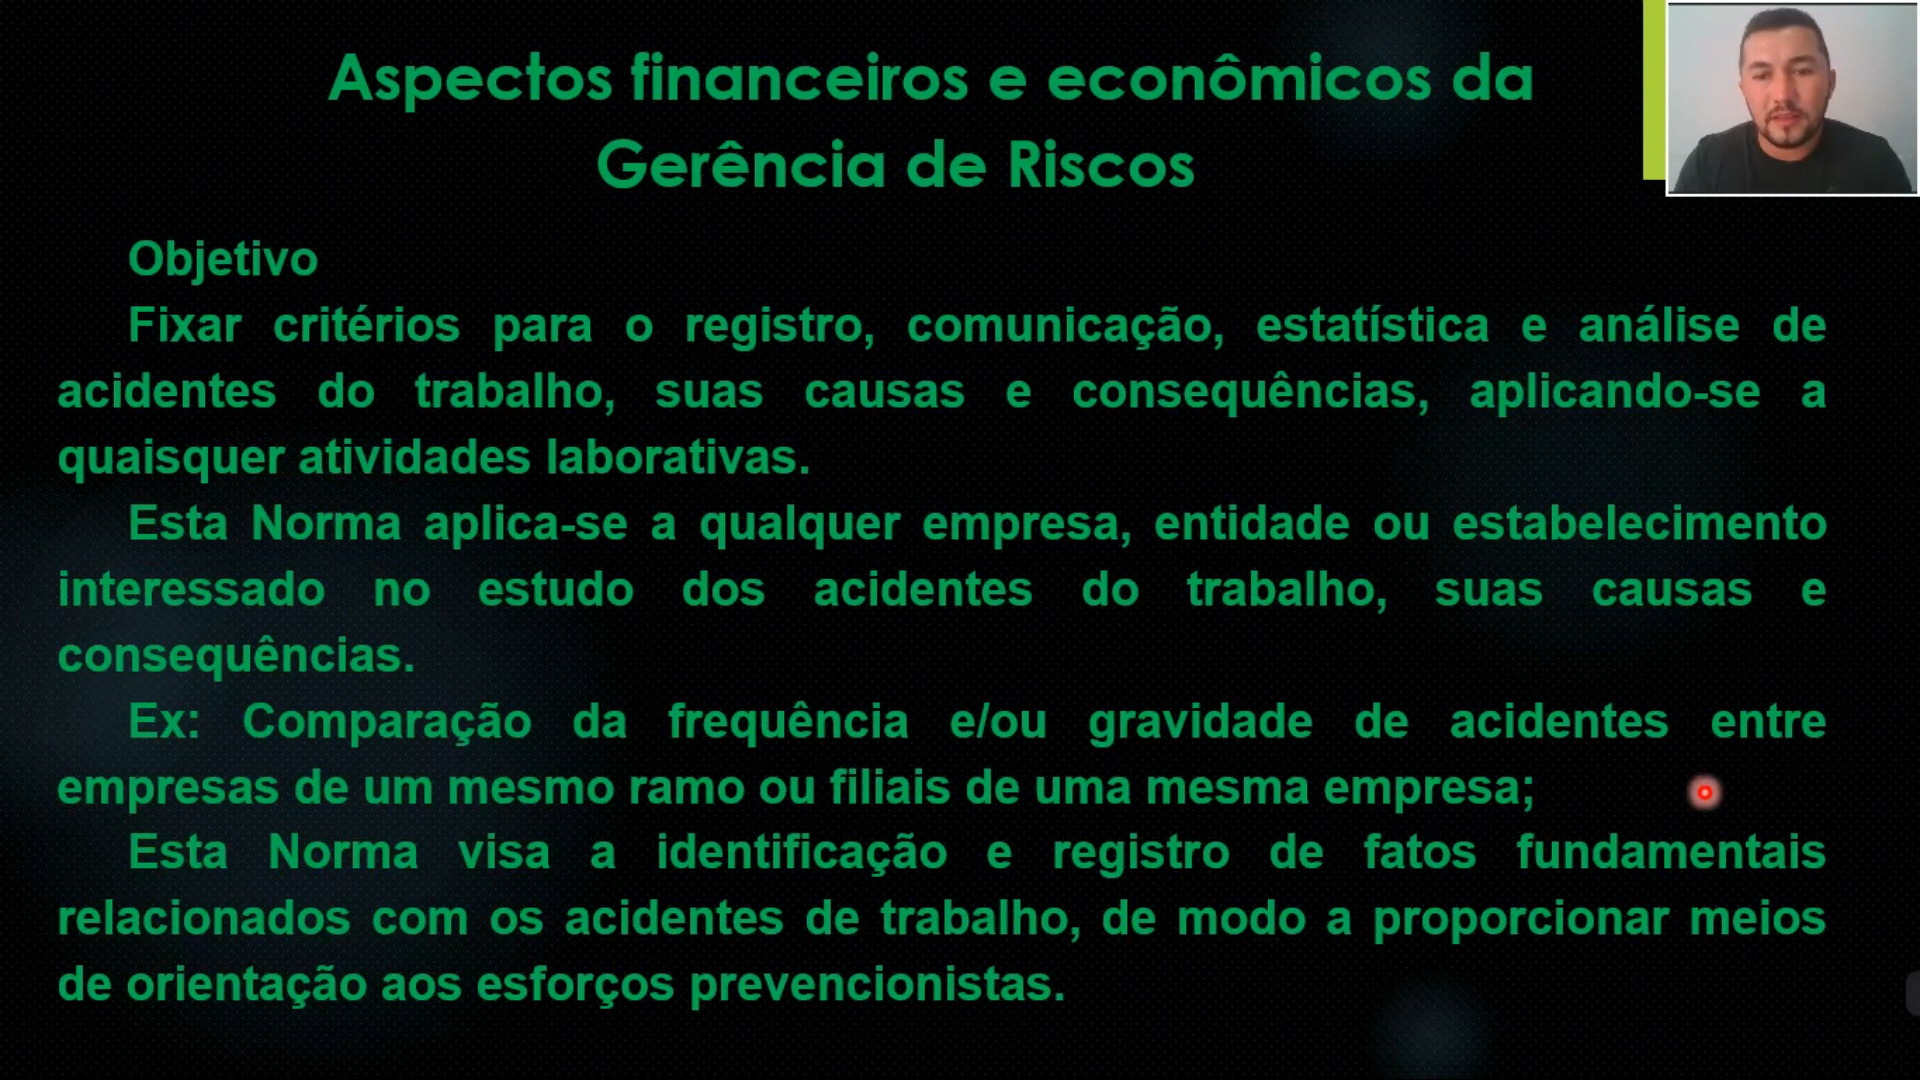 Aspectos financeiros e econômicos da
Gerência de Riscos
Objetivo
Fixar critérios para o registro, comunicação, estatística e análise de
acidentes do trabalho, suas causas e consequências, aplicando-se a
quaisquer atividades laborativas.
Esta Norma aplica-se a qualquer empresa, entidade ou estabelecimento
interessado no estudo dos acidentes do trabalho, suas causas e
consequências.
Ex: Comparação da frequência e/ou gravidade de acidentes entre
empresas de um mesmo ramo ou filiais de uma mesma empresa;
Esta Norma visa a identificação e registro de fatos fundamentais
relacionados com os acidentes de trabalho, de modo a proporcionar meios
de orientação aos esforços prevencionistas.